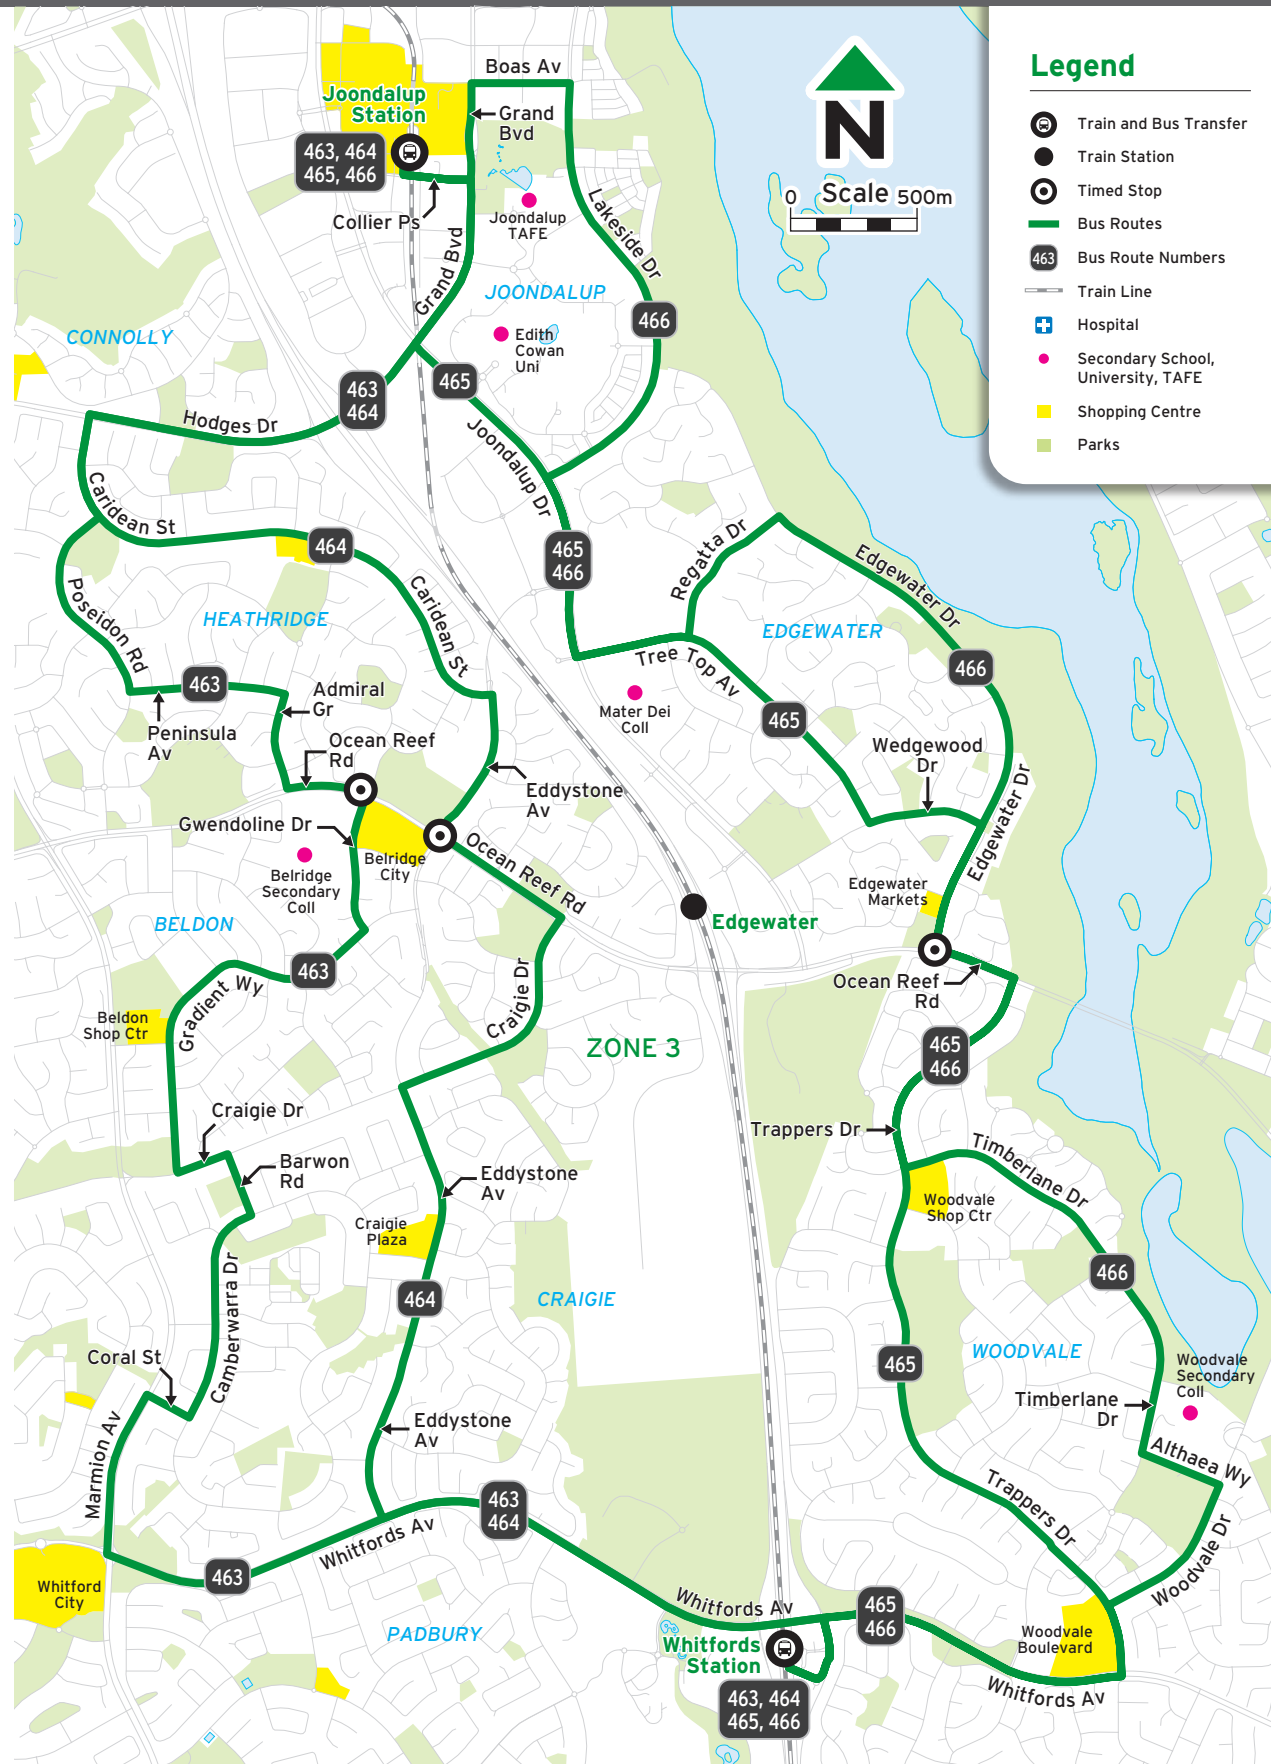 Boas Av
Joondalup
Station
Grand
Bvd
463, 464
465, 466
Collier Ps
Joondalup
TAFE
Lakeside Dr
Grand Bvd
JOONDALUP
466
Edith
Cowan
Uni
CONNOLLY
463
464
465
Hodges Dr
Joondalup Dr
Caridean St
464
465
466
Regatta Dr
Edgewater Dr
Poseidon Rd
HEATHRIDGE
Caridean St
EDGEWATER
Tree Top Av
466
463
Admiral
Gr
Mater Dei
Coll
465
Peninsula
Av
Ocean Reef
Rd
Wedgewood
Dr
Eddystone
Av
Edgewater Dr
Gwendoline Dr
Belridge
City
Ocean Reef Rd
Belridge
Secondary
Coll
Edgewater
Markets
BELDON
Edgewater
463
Gradient Wy
Craigie Dr
Ocean Reef
Rd
Beldon
Shop Ctr
ZONE 3
465
466
Craigie Dr
Trappers Dr
Timberlane Dr
Barwon
Rd
Eddystone
Av
Woodvale
Shop Ctr
Craigie
Plaza
Camberwarra Dr
464
CRAIGIE
466
Coral St
465
WOODVALE
Woodvale
Secondary
Coll
Timberlane
Dr
Marmion Av
Eddystone
Av
Althaea Wy
463
464
Trappers Dr
Whitfords Av
Woodvale Dr
463
Whitford
City
Whitfords Av
465
466
PADBURY
Whitfords
Station
Woodvale
Boulevard
Whitfords Av
463, 464
465, 466
N
0 Scale 500m
Legend
Train and Bus Transfer
Train Station
Timed Stop
Bus Routes
463 Bus Route Numbers
Train Line
Hospital
Secondary School,
University, TAFE
Shopping Centre
Parks